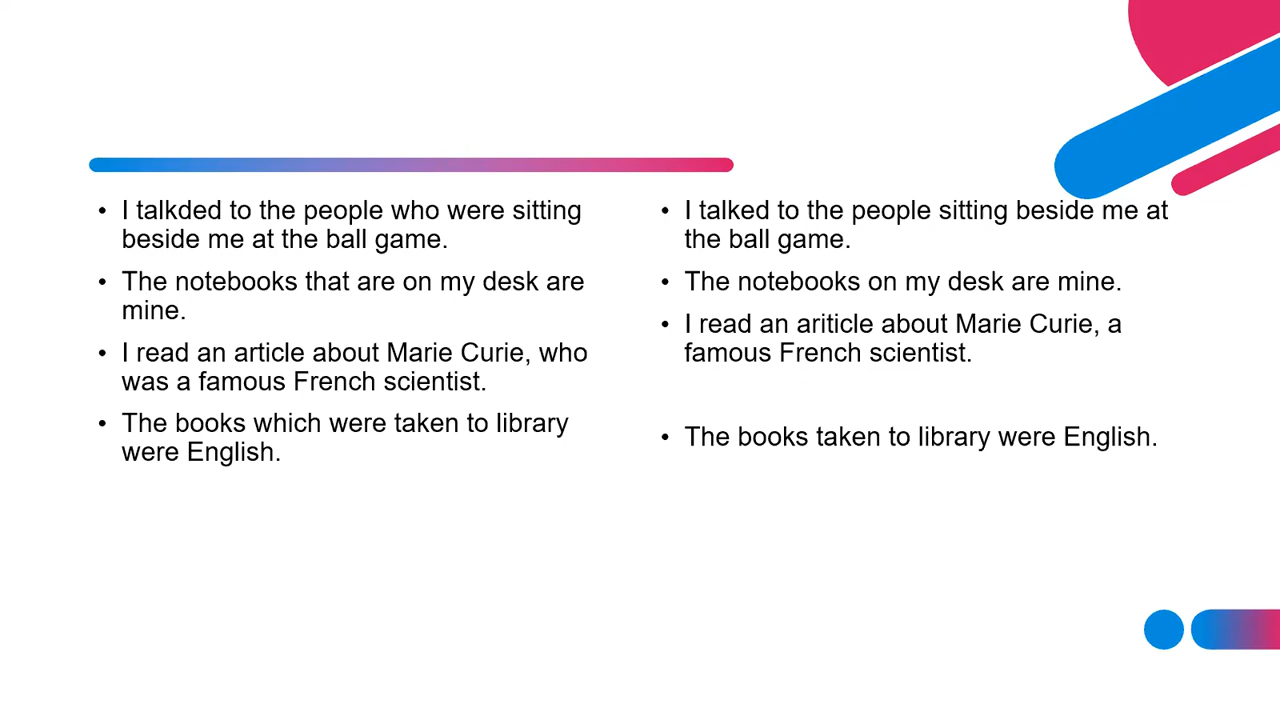 • I talkded to the people who were sitting
beside me at the ball game.
• The notebooks that are on my desk are
mine.
• I read an article about Marie Curie, who
was a famous French scientist.
• The books which were taken to library
were English.
• I talked to the people sitting beside me at
the ball game.
• The notebooks on my desk are mine.
• I read an ariticle about Marie Curie, a
famous French scientist.
• The books taken to library were English.